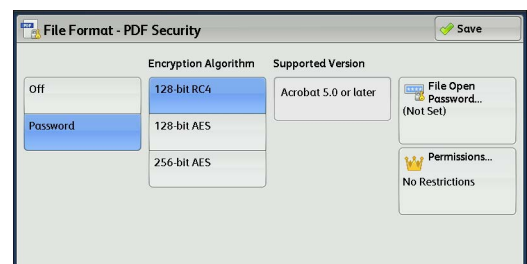 File Format - PDF Security
Save
Encryption Algorithm
Supported Version
Off
Password
128-bit RC4
128-bit AES
256-bit AES
Acrobat 5.0 or later
File Open
Password...
(Not Set)
Permissions...
No Restrictions